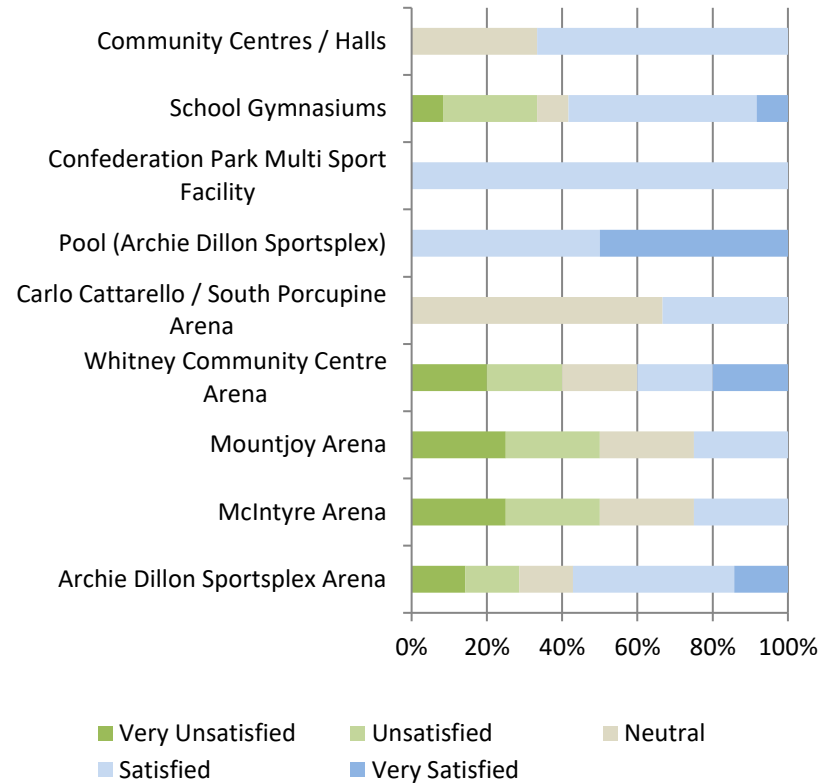 Community Centres / Halls
School Gymnasiums
Confederation Park Multi Sport
Facility
Pool (Archie Dillon Sportsplex)
Carlo Cattarello / South Porcupine
Arena
Whitney Community Centre
Arena
Mountjoy Arena
McIntyre Arena
Archie Dillon Sportsplex Arena
0% 20% 40% 60% 80% 100%
Very Unsatisfied Unsatisfied Neutral
Satisfied Very Satisfied